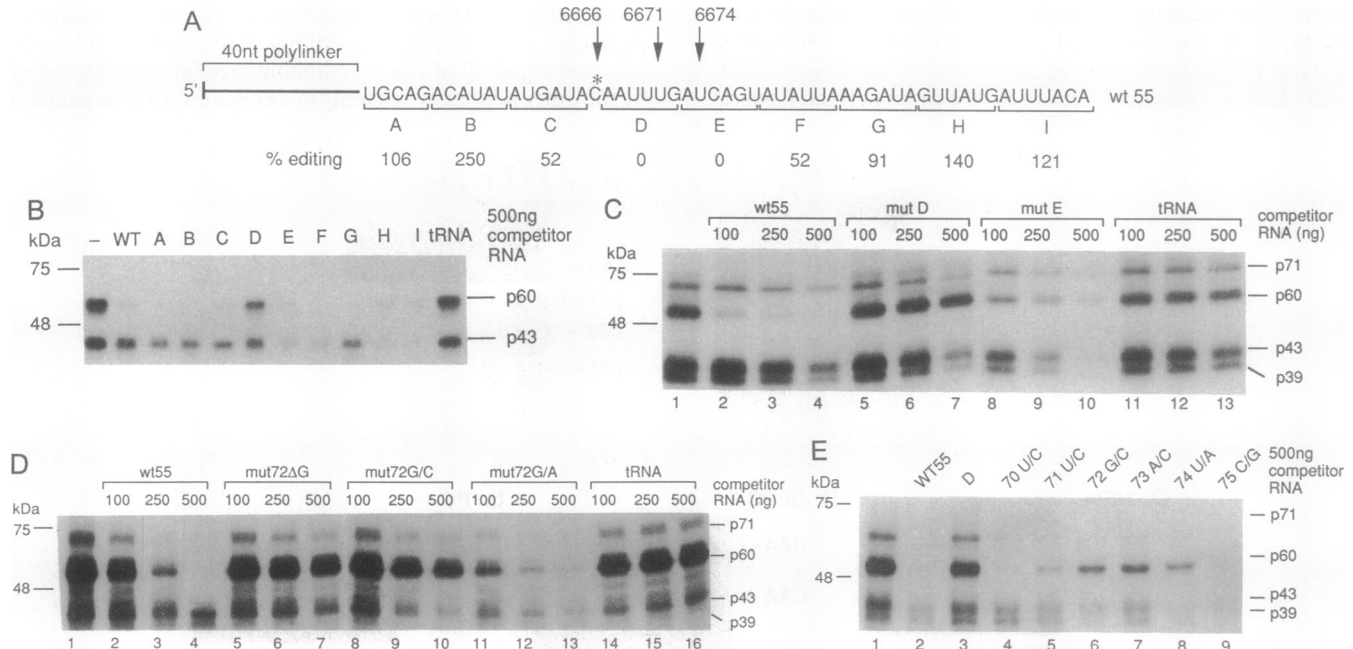 A
6666 6671 6674
40nt polylinker
*
5' UGCAGACAUAUAUGAUACAAUUUGAUCAGUAUAUUAAAGAUAGUUAUGAUUUACA wt 55
A B C D E F G H I
% editing 106 250 52 0 0 52 91 140 121
B
kDa – WT A B C D E F G H I tRNA 500ng competitor RNA
75
48
p60
p43
C
wt55 mut D mut E tRNA competitor RNA (ng)
kDa 100 250 500 100 250 500 100 250 500 100 250 500
75
48
p71
p60
p43
p39
1 2 3 4 5 6 7 8 9 10 11 12 13
D
wt55 mut72ΔG mut72G/C mut72G/A tRNA
kDa 100 250 500 100 250 500 100 250 500 100 250 500 100 250 500 competitor RNA (ng)
75
48
p71
p60
p43
p39
1 2 3 4 5 6 7 8 9 10 11 12 13 14 15 16
E
kDa WT55 D 70 U/C 71 U/C 72 G/C 73 A/C 74 U/A 75 C/G 500ng competitor RNA
75
48
p71
p60
p43
p39
1 2 3 4 5 6 7 8 9